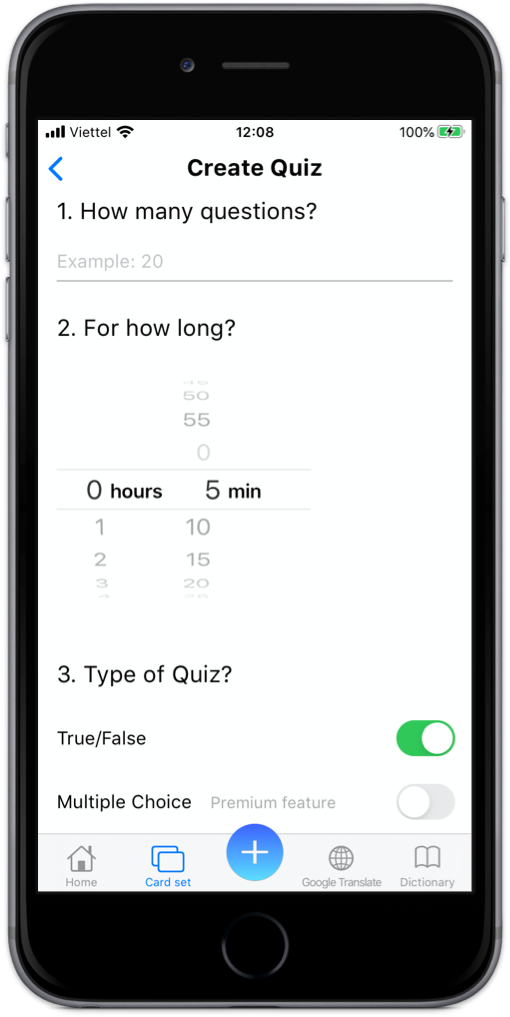 Viettel 12:08 100%
Create Quiz
1. How many questions?
Example: 20
2. For how long?
50
55
0
0 hours 5 min
1 10
2 15
3 20
3. Type of Quiz?
True/False
Multiple Choice Premium feature
Home Card set Google Translate Dictionary